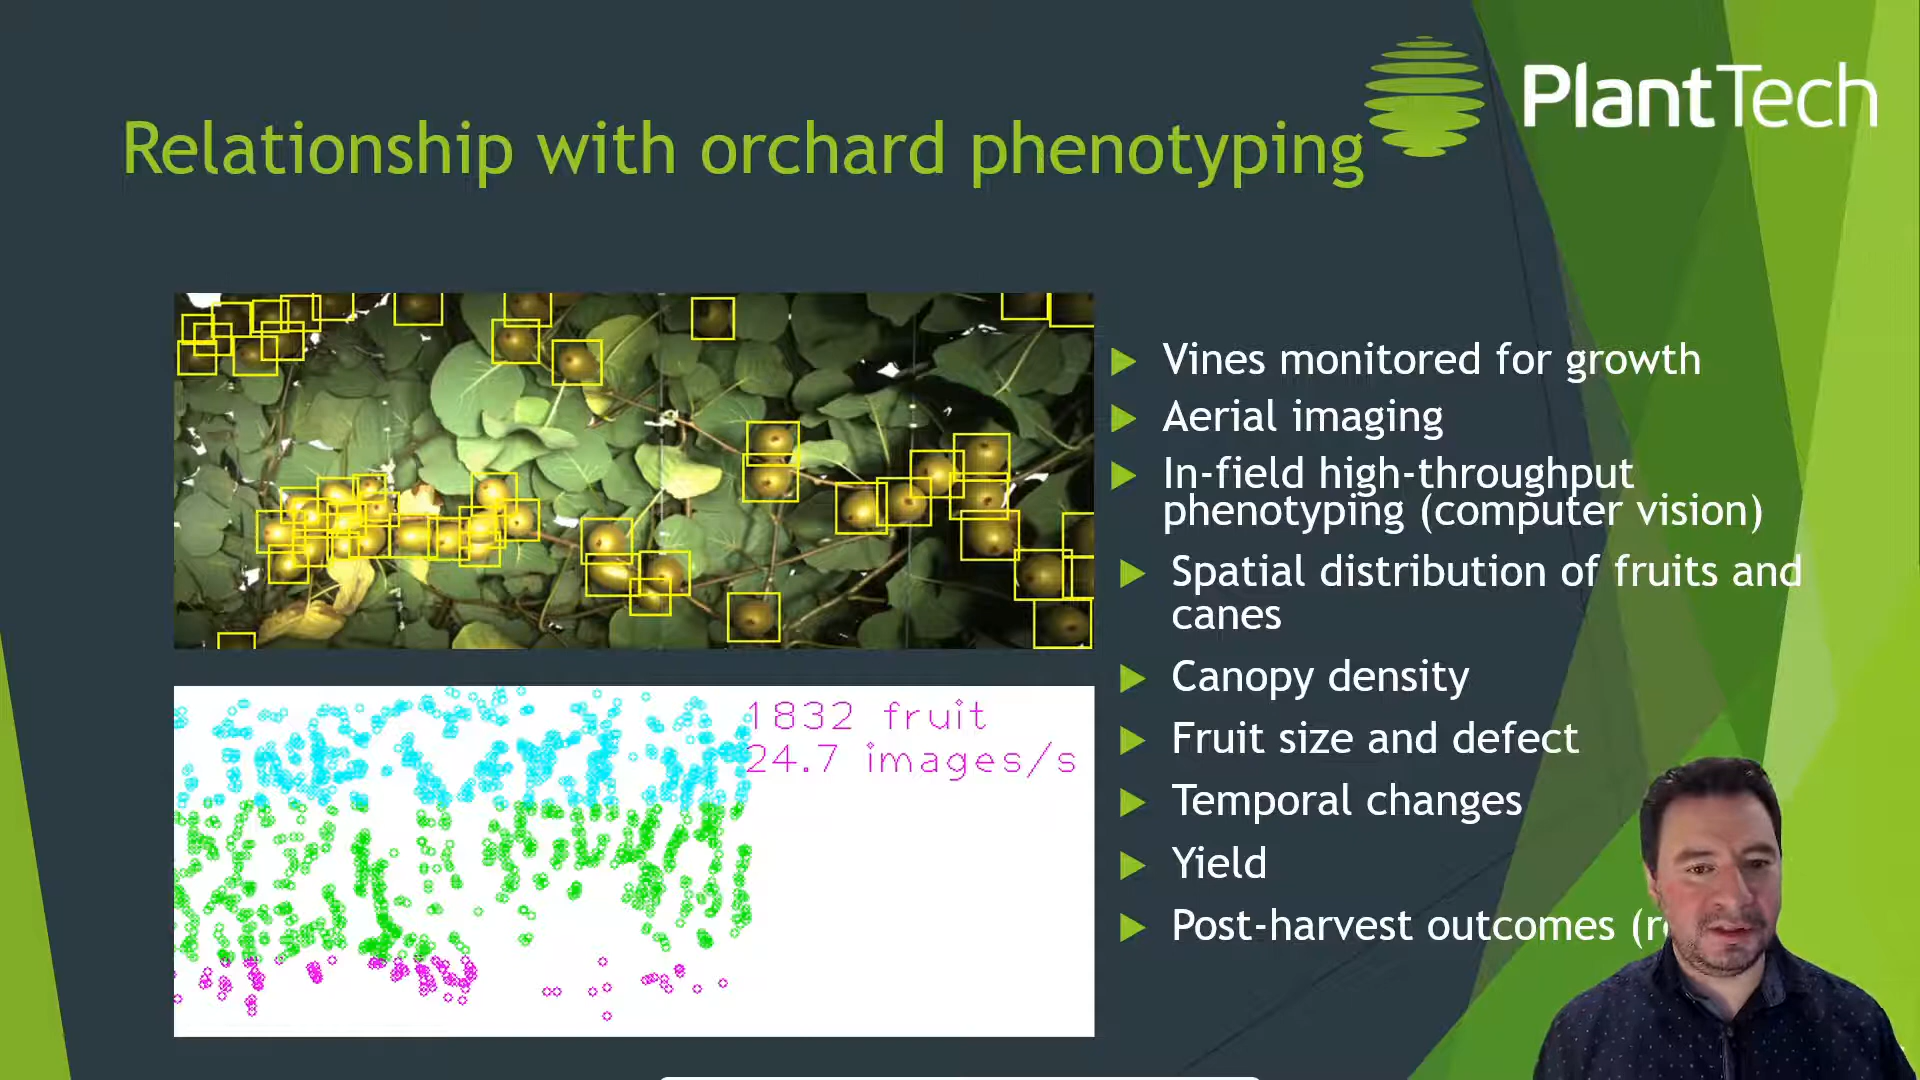 PlantTech
Relationship with orchard phenotyping
Vines monitored for growth
Aerial imaging
In-field high-throughput
phenotyping (computer vision)
Spatial distribution of fruits and
canes
Canopy density
Fruit size and defect
Temporal changes
Yield
Post-harvest outcomes
1832 fruit
24.7 images/s